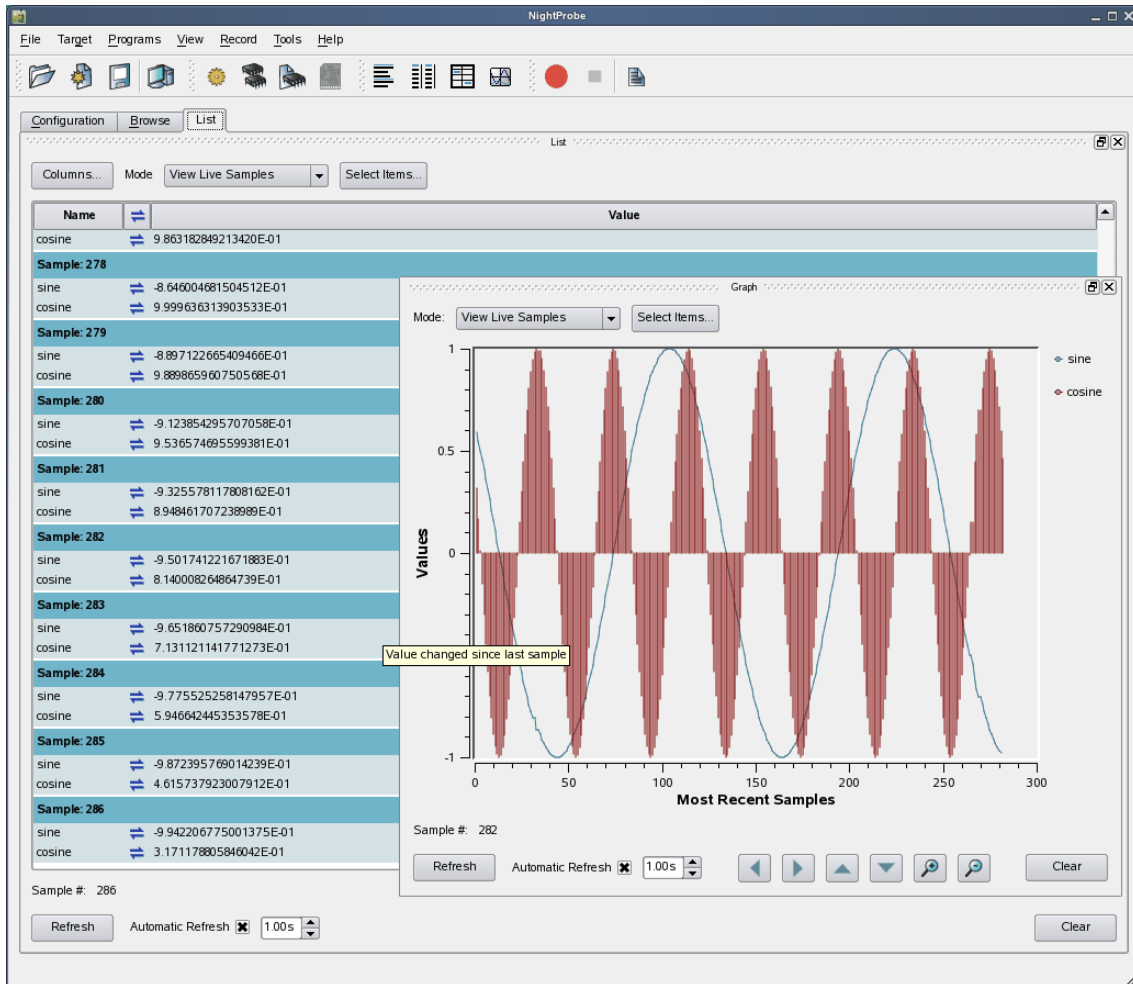 NightProbe
File Target Programs View Record Tools Help
Configuration Browse List
List
Columns... Mode View Live Samples Select Items...
Name Value
cosine 9.863182849213420E-01
Sample: 278
sine -8.646004681504512E-01
cosine 9.999636313903533E-01
Sample: 279
sine -8.897122665409466E-01
cosine 9.889865960750568E-01
Sample: 280
sine -9.123854295707058E-01
cosine 9.536574695599381E-01
Sample: 281
sine -9.325578117808162E-01
cosine 8.948461707238989E-01
Sample: 282
sine -9.501741221671883E-01
cosine 8.140008264864739E-01
Sample: 283
sine -9.651860757290984E-01
cosine 7.131121141771273E-01
Sample: 284
sine -9.775525258147957E-01
cosine 5.946642445353578E-01
Sample: 285
sine -9.872395769014239E-01
cosine 4.615737923007912E-01
Sample: 286
sine -9.942206775001375E-01
cosine 3.171178805846042E-01
Sample #: 286
Refresh Automatic Refresh 1.00s Clear
Value changed since last sample
Graph
Mode: View Live Samples Select Items...
sine
cosine
1
0.5
0
-1
Values
0 50 100 150 200 250 300
Most Recent Samples
Sample #: 282
Refresh Automatic Refresh 1.00s Clear